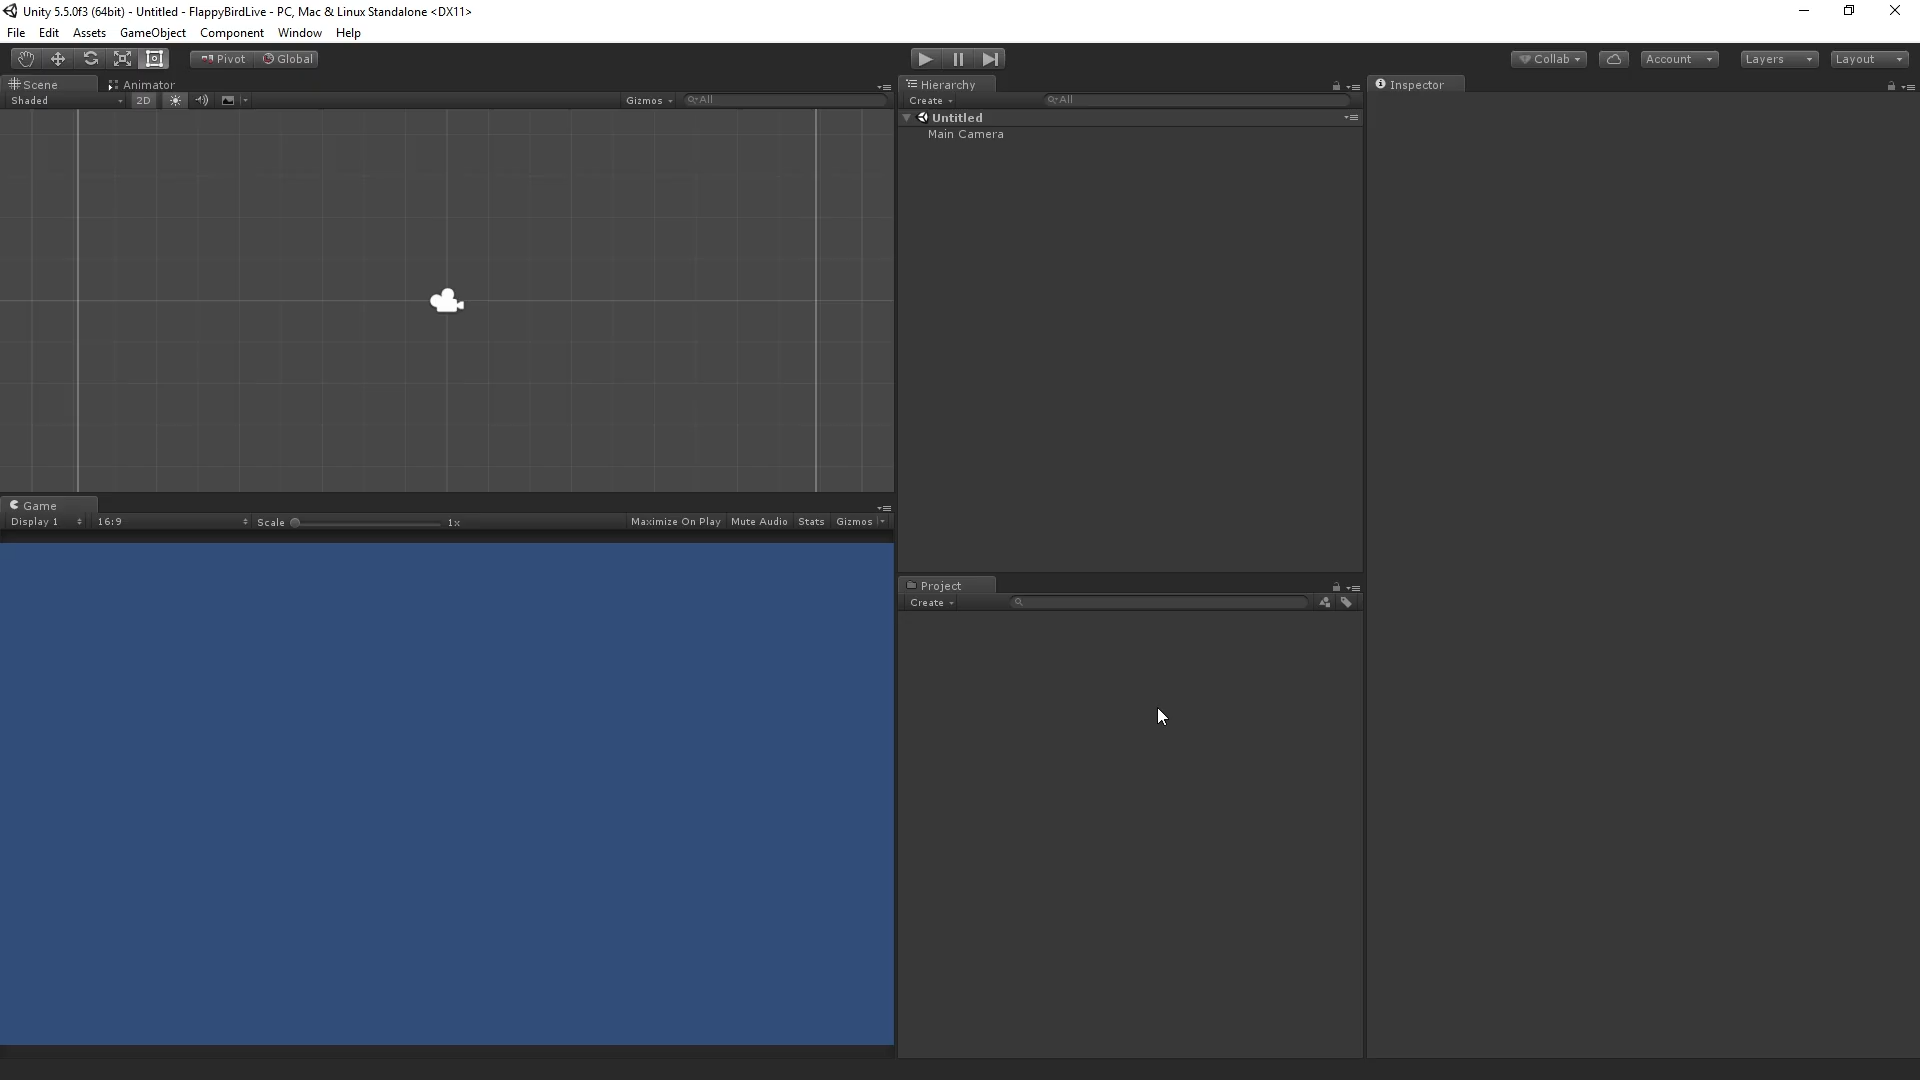 Unity 5.5.0f3 (64bit) - Untitled - FlappyBirdLive - PC, Mac & Linux Standalone <DX11>
File Edit Assets GameObject Component Window Help
Pivot Global Collab Account Layers Layout
Scene Animator
Shaded 2D Gizmos All
Hierarchy
Create All
Untitled
Main Camera
Inspector
Game
Display 1 16:9 Scale 1x Maximize On Play Mute Audio Stats Gizmos
Project
Create